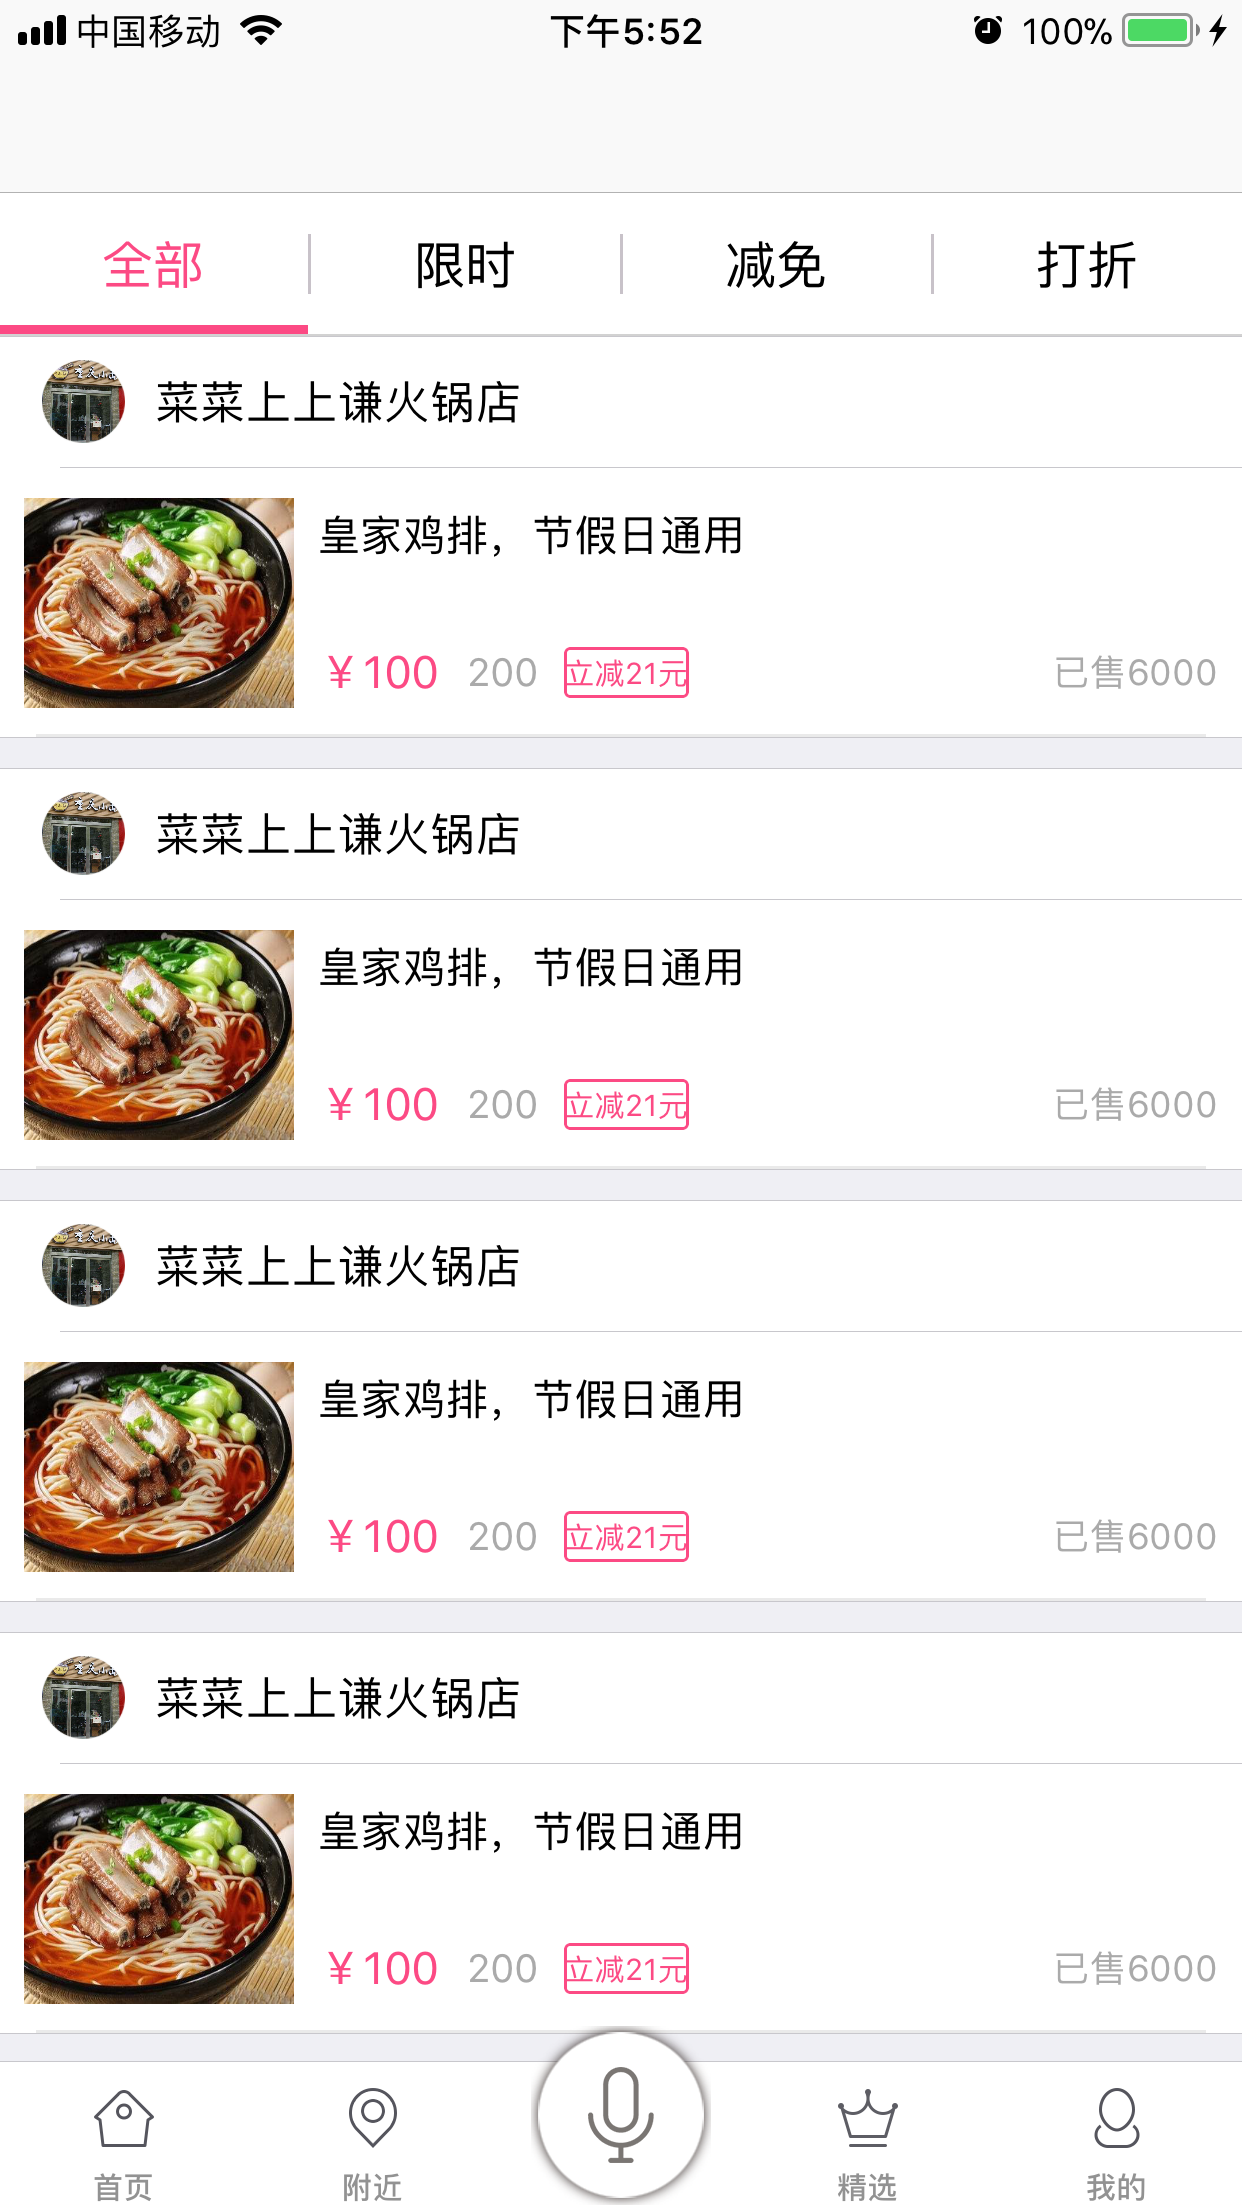 中国移动 下午5:52 100%
全部 限时 减免 打折
菜菜上上谦火锅店
皇家鸡排，节假日通用
¥100 200 立减21元 已售6000
菜菜上上谦火锅店
皇家鸡排，节假日通用
¥100 200 立减21元 已售6000
菜菜上上谦火锅店
皇家鸡排，节假日通用
¥100 200 立减21元 已售6000
菜菜上上谦火锅店
皇家鸡排，节假日通用
¥100 200 立减21元 已售6000
首页 附近 精选 我的